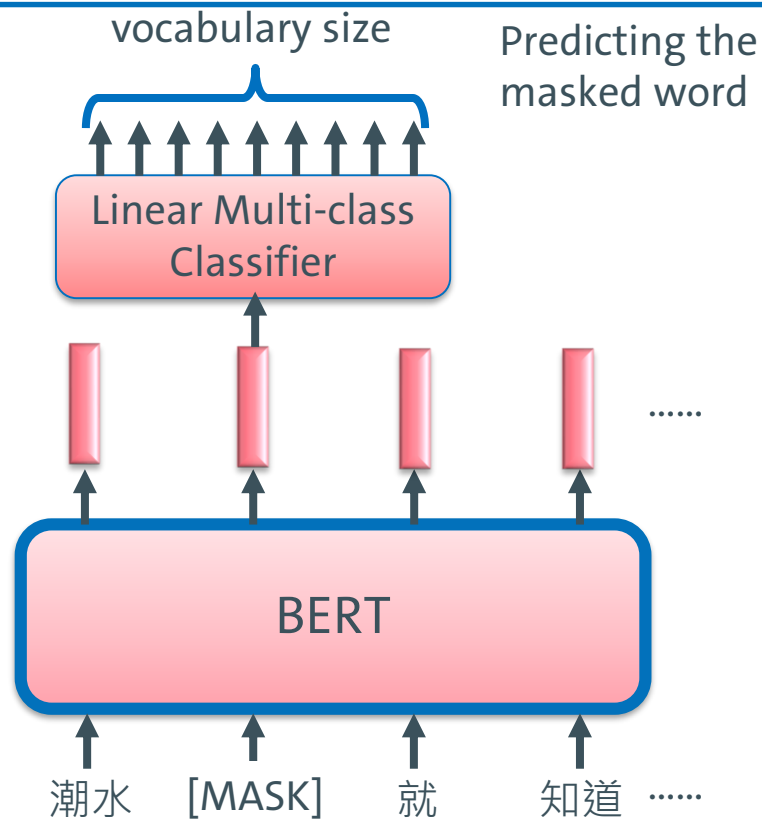 vocabulary size
Predicting the
masked word
Linear Multi-class
Classifier
......
BERT
潮水 [MASK] 就 知道 ......